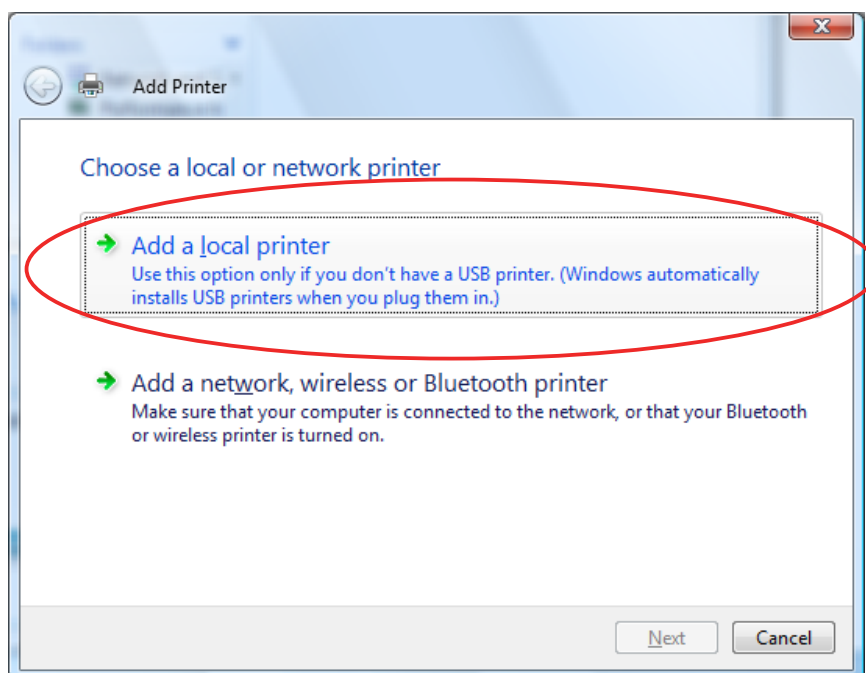 Add Printer
Choose a local or network printer
Add a local printer
Use this option only if you don't have a USB printer. (Windows automatically
installs USB printers when you plug them in.)
Add a network, wireless or Bluetooth printer
Make sure that your computer is connected to the network, or that your Bluetooth
or wireless printer is turned on.
Next
Cancel